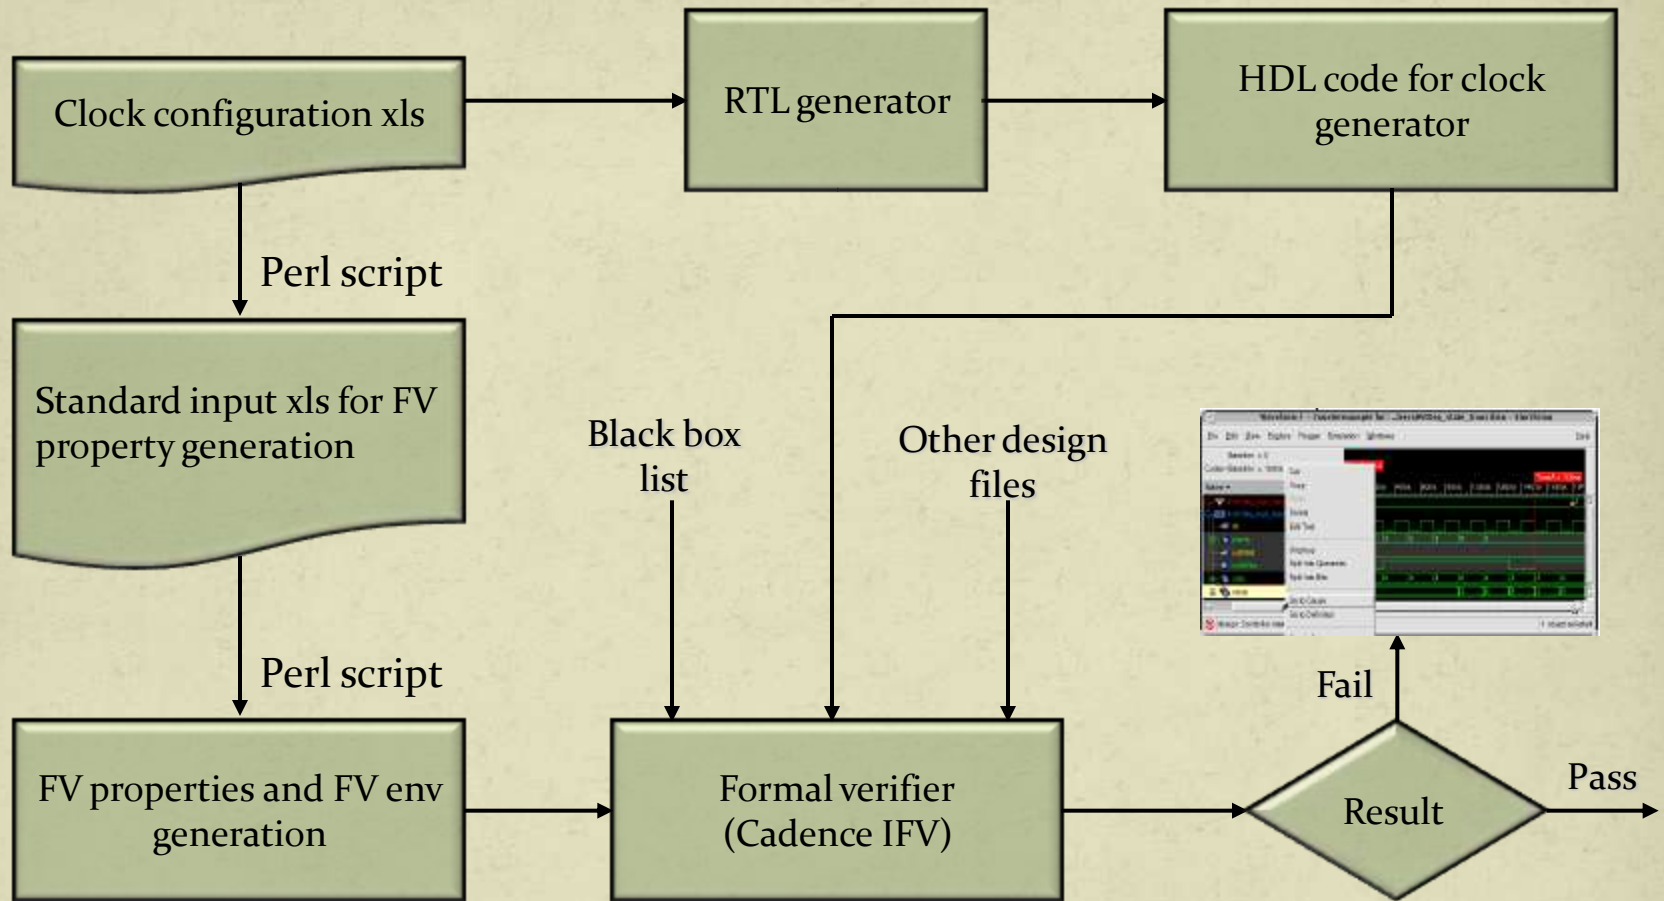 Clock configuration xls
RTL generator
HDL code for clock
generator
Perl script
Standard input xls for FV
property generation
Black box
list
Other design
files
Perl script
Fail
FV properties and FV env
generation
Formal verifier
(Cadence IFV)
Result
Pass